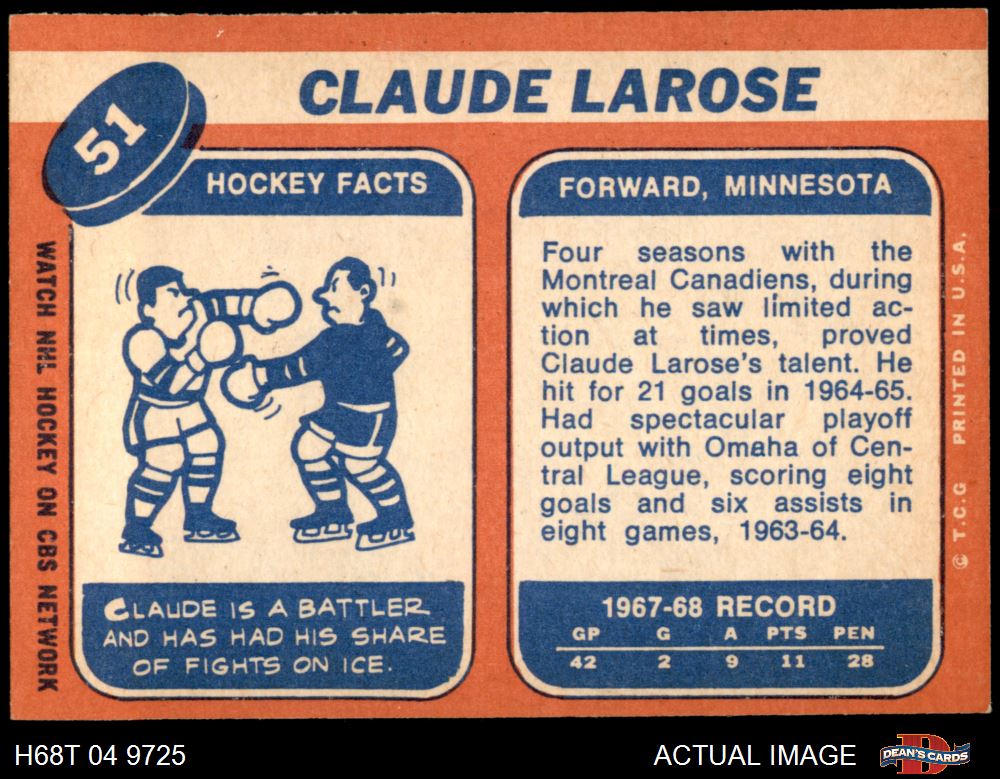 51
CLAUDE LAROSE
HOCKEY FACTS
CLAUDE IS A BATTLER
AND HAS HAD HIS SHARE
OF FIGHTS ON ICE.
FORWARD, MINNESOTA
Four seasons with the
Montreal Canadiens, during
which he saw limited ac-
tion at times, proved
Claude Larose's talent. He
hit for 21 goals in 1964-65.
Had spectacular playoff
output with Omaha of Cen-
tral League, scoring eight
goals and six assists in
eight games, 1963-64.
1967-68 RECORD
GP G A PTS PEN
42 2 9 11 28
WATCH NHL HOCKEY ON CBS NETWORK
© T.C.G PRINTED IN U.S.A.
H68T 04 9725
ACTUAL IMAGE
D
DEAN'S CARDS